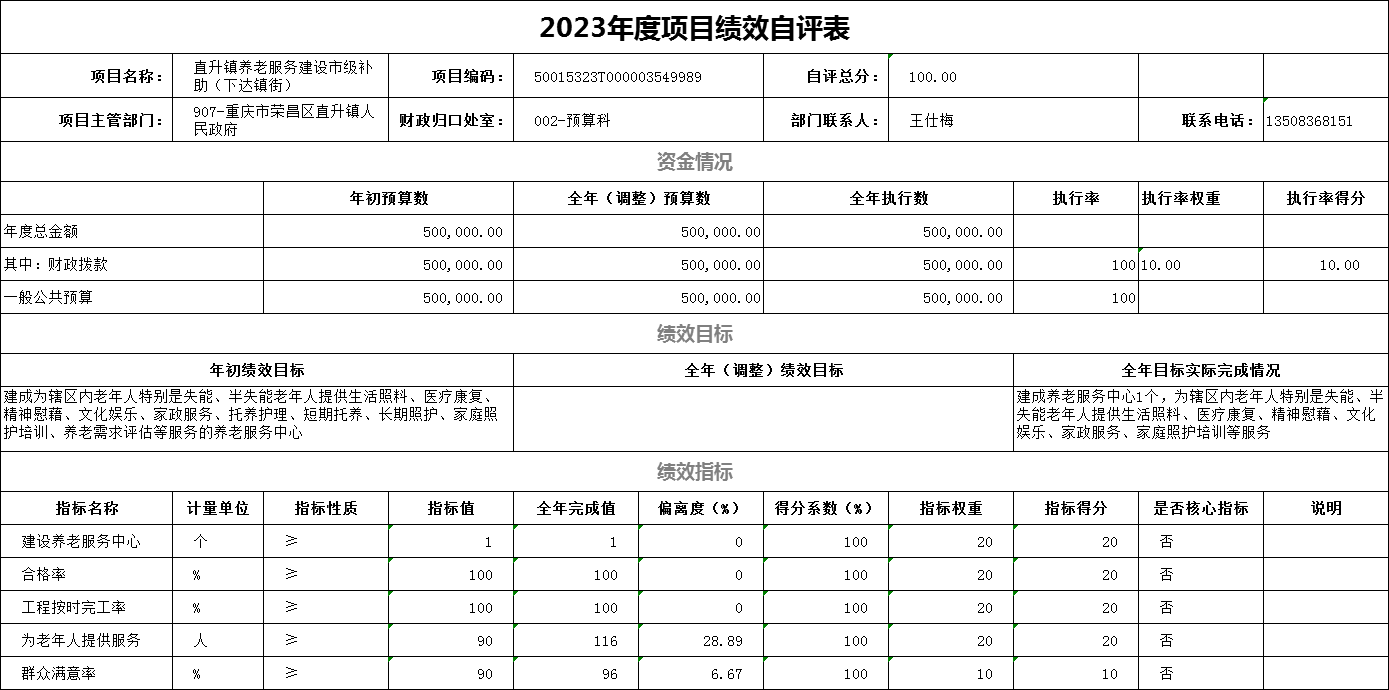 2023年度项目绩效自评表
项目名称： 直升镇养老服务建设市级补助（下达镇街） 项目编码： 50015323T000003549989 自评总分： 100.00
项目主管部门： 907-重庆市荣昌区直升镇人民政府 财政归口处室： 002-预算科 部门联系人： 王仕梅 联系电话： 13508368151
资金情况
年初预算数 全年（调整）预算数 全年执行数 执行率 执行率权重 执行率得分
年度总金额 500,000.00 500,000.00 500,000.00
其中：财政拨款 500,000.00 500,000.00 500,000.00 100 10.00 10.00
一般公共预算 500,000.00 500,000.00 500,000.00 100
绩效目标
年初绩效目标 全年（调整）绩效目标 全年目标实际完成情况
建成为辖区内老年人特别是失能、半失能老年人提供生活照料、医疗康复、
精神慰藉、文化娱乐、家政服务、托养护理、短期托养、长期照护、家庭照
护培训、养老需求评估等服务的养老服务中心
建成养老服务中心1个，为辖区内老年人特别是失能、半
失能老年人提供生活照料、医疗康复、精神慰藉、文化
娱乐、家政服务、家庭照护培训等服务
绩效指标
指标名称 计量单位 指标性质 指标值 全年完成值 偏离度（%） 得分系数（%） 指标权重 指标得分 是否核心指标 说明
建设养老服务中心 个 ≥ 1 1 0 100 20 20 否
合格率 % ≥ 100 100 0 100 20 20 否
工程按时完工率 % ≥ 100 100 0 100 20 20 否
为老年人提供服务 人 ≥ 90 116 28.89 100 20 20 否
群众满意率 % ≥ 90 96 6.67 100 10 10 否